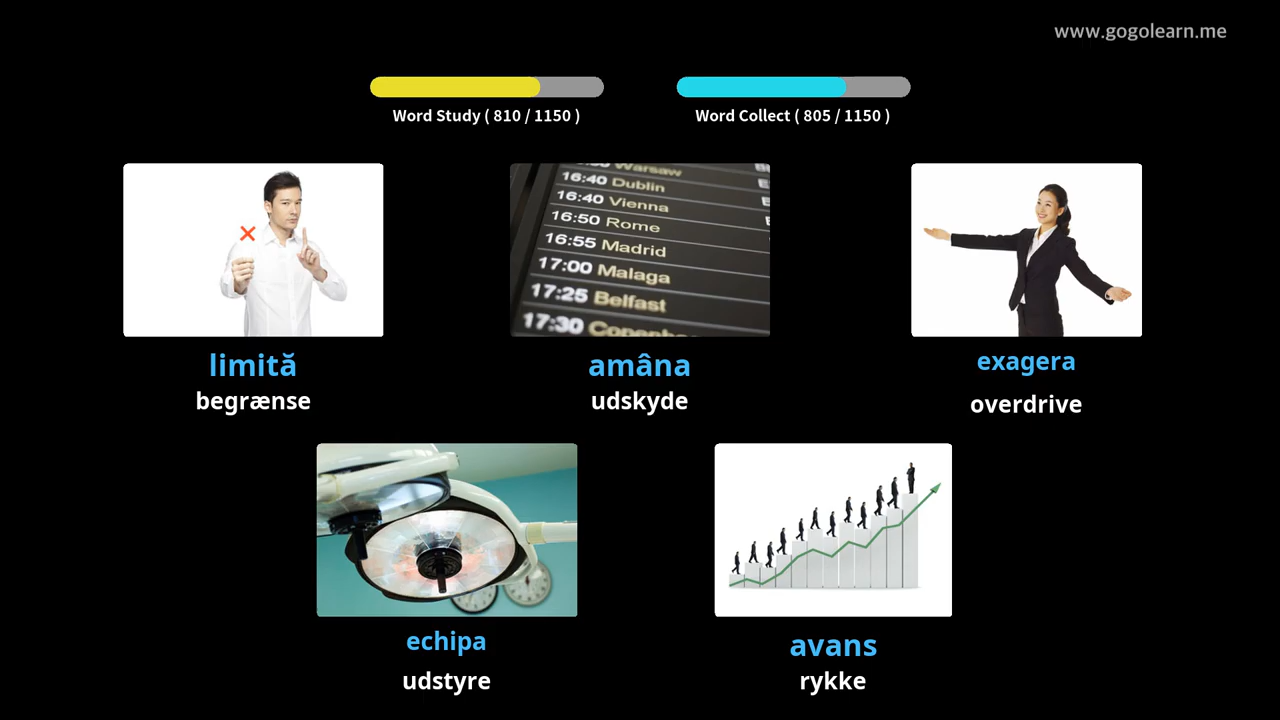 www.gogolearn.me
Word Study ( 810 / 1150 )
Word Collect ( 805 / 1150 )
Warsaw
16:40 Dublin
16:40 Vienna
16:50 Rome
16:55 Madrid
17:00 Malaga
17:25 Belfast
17:30
limită
begrænse
amâna
udskyde
exagera
overdrive
echipa
udstyre
avans
rykke